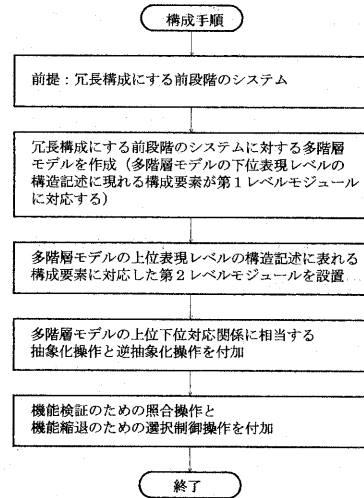 構成手順
前提：冗長構成にする前段階のシステム
冗長構成にする前段階のシステムに対する多階層
モデルを作成（多階層モデルの下位表現レベルの
構造記述に現れる構成要素が第１レベルモジュール
に対応する）
多階層モデルの上位表現レベルの構造記述に表れる
構成要素に対応した第２レベルモジュールを設置
多階層モデルの上位下位対応関係に相当する
抽象化操作と逆抽象化操作を付加
機能検証のための照合操作と
機能縮退のための選択制御操作を付加
終了